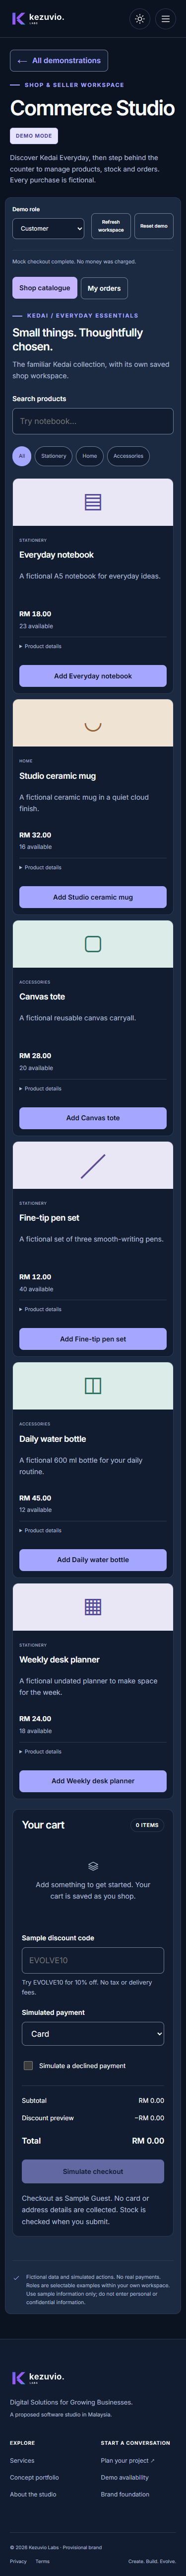 kezuvio.
LABS
← All demonstrations
SHOP & SELLER WORKSPACE
Commerce Studio
DEMO MODE
Discover Kedai Everyday, then step behind the
counter to manage products, stock and orders.
Every purchase is fictional.
Demo role
Customer
Refresh
workspace
Reset demo
Mock checkout complete. No money was charged.
Shop catalogue
My orders
KEDAI / EVERYDAY ESSENTIALS
Small things. Thoughtfully
chosen.
The familiar Kedai collection, with its own saved
shop workspace.
Search products
Try notebook...
All
Stationery
Home
Accessories
STATIONERY
Everyday notebook
A fictional A5 notebook for everyday ideas.
RM 18.00
23 available
▸ Product details
Add Everyday notebook
HOME
Studio ceramic mug
A fictional ceramic mug in a quiet cloud
finish.
RM 32.00
16 available
▸ Product details
Add Studio ceramic mug
ACCESSORIES
Canvas tote
A fictional reusable canvas carryall.
RM 28.00
20 available
▸ Product details
Add Canvas tote
STATIONERY
Fine-tip pen set
A fictional set of three smooth-writing pens.
RM 12.00
40 available
▸ Product details
Add Fine-tip pen set
ACCESSORIES
Daily water bottle
A fictional 600 ml bottle for your daily
routine.
RM 45.00
12 available
▸ Product details
Add Daily water bottle
STATIONERY
Weekly desk planner
A fictional undated planner to make space
for the week.
RM 24.00
18 available
▸ Product details
Add Weekly desk planner
Your cart
0 ITEMS
Add something to get started. Your
cart is saved as you shop.
Sample discount code
EVOLVE10
Try EVOLVE10 for 10% off. No tax or delivery
fees.
Simulated payment
Card
Simulate a declined payment
Subtotal RM 0.00
Discount preview −RM 0.00
Total RM 0.00
Simulate checkout
Checkout as Sample Guest. No card or
address details are collected. Stock is
checked when you submit.
Fictional data and simulated actions. No real payments.
Roles are selectable examples within your own workspace.
Use sample information only; do not enter personal or
confidential information.
kezuvio.
LABS
Digital Solutions for Growing Businesses.
A proposed software studio in Malaysia.
EXPLORE
Services
Concept portfolio
About the studio
START A CONVERSATION
Plan your project ↗
Demo availability
Brand foundation
© 2026 Kezuvio Labs · Provisional brand
Privacy Terms
Create. Build. Evolve.